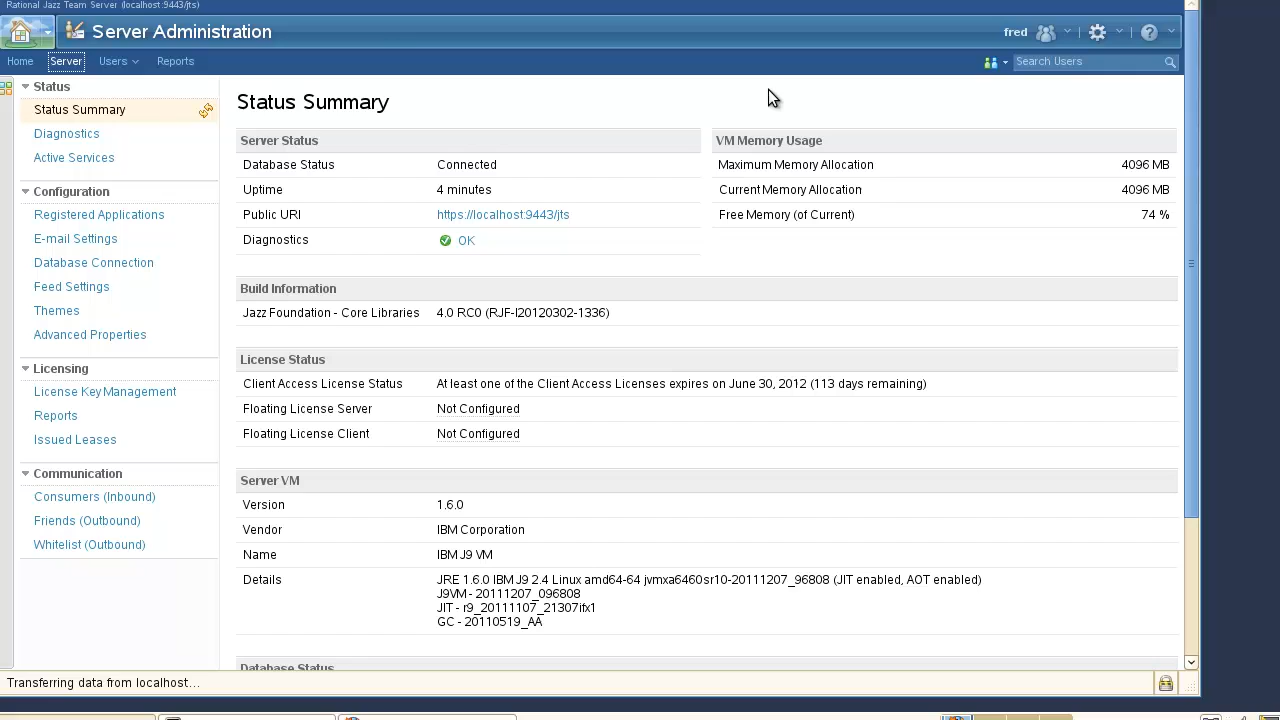 Rational Jazz Team Server (localhost:9443/jts)
Server Administration
fred
Home Server Users Reports
Search Users
Status
Status Summary
Diagnostics
Active Services
Configuration
Registered Applications
E-mail Settings
Database Connection
Feed Settings
Themes
Advanced Properties
Licensing
License Key Management
Reports
Issued Leases
Communication
Consumers (Inbound)
Friends (Outbound)
Whitelist (Outbound)
Status Summary
Server Status
Database Status Connected
Uptime 4 minutes
Public URI https://localhost:9443/jts
Diagnostics OK
VM Memory Usage
Maximum Memory Allocation 4096 MB
Current Memory Allocation 4096 MB
Free Memory (of Current) 74 %
Build Information
Jazz Foundation - Core Libraries 4.0 RC0 (RJF-I20120302-1336)
License Status
Client Access License Status At least one of the Client Access Licenses expires on June 30, 2012 (113 days remaining)
Floating License Server Not Configured
Floating License Client Not Configured
Server VM
Version 1.6.0
Vendor IBM Corporation
Name IBM J9 VM
Details JRE 1.6.0 IBM J9 2.4 Linux amd64-64 jvmxa6460sr10-20111207_96808 (JIT enabled, AOT enabled)
J9VM - 20111207_096808
JIT - r9_20111107_21307ifx1
GC - 20110519_AA
Database Status
Transferring data from localhost...